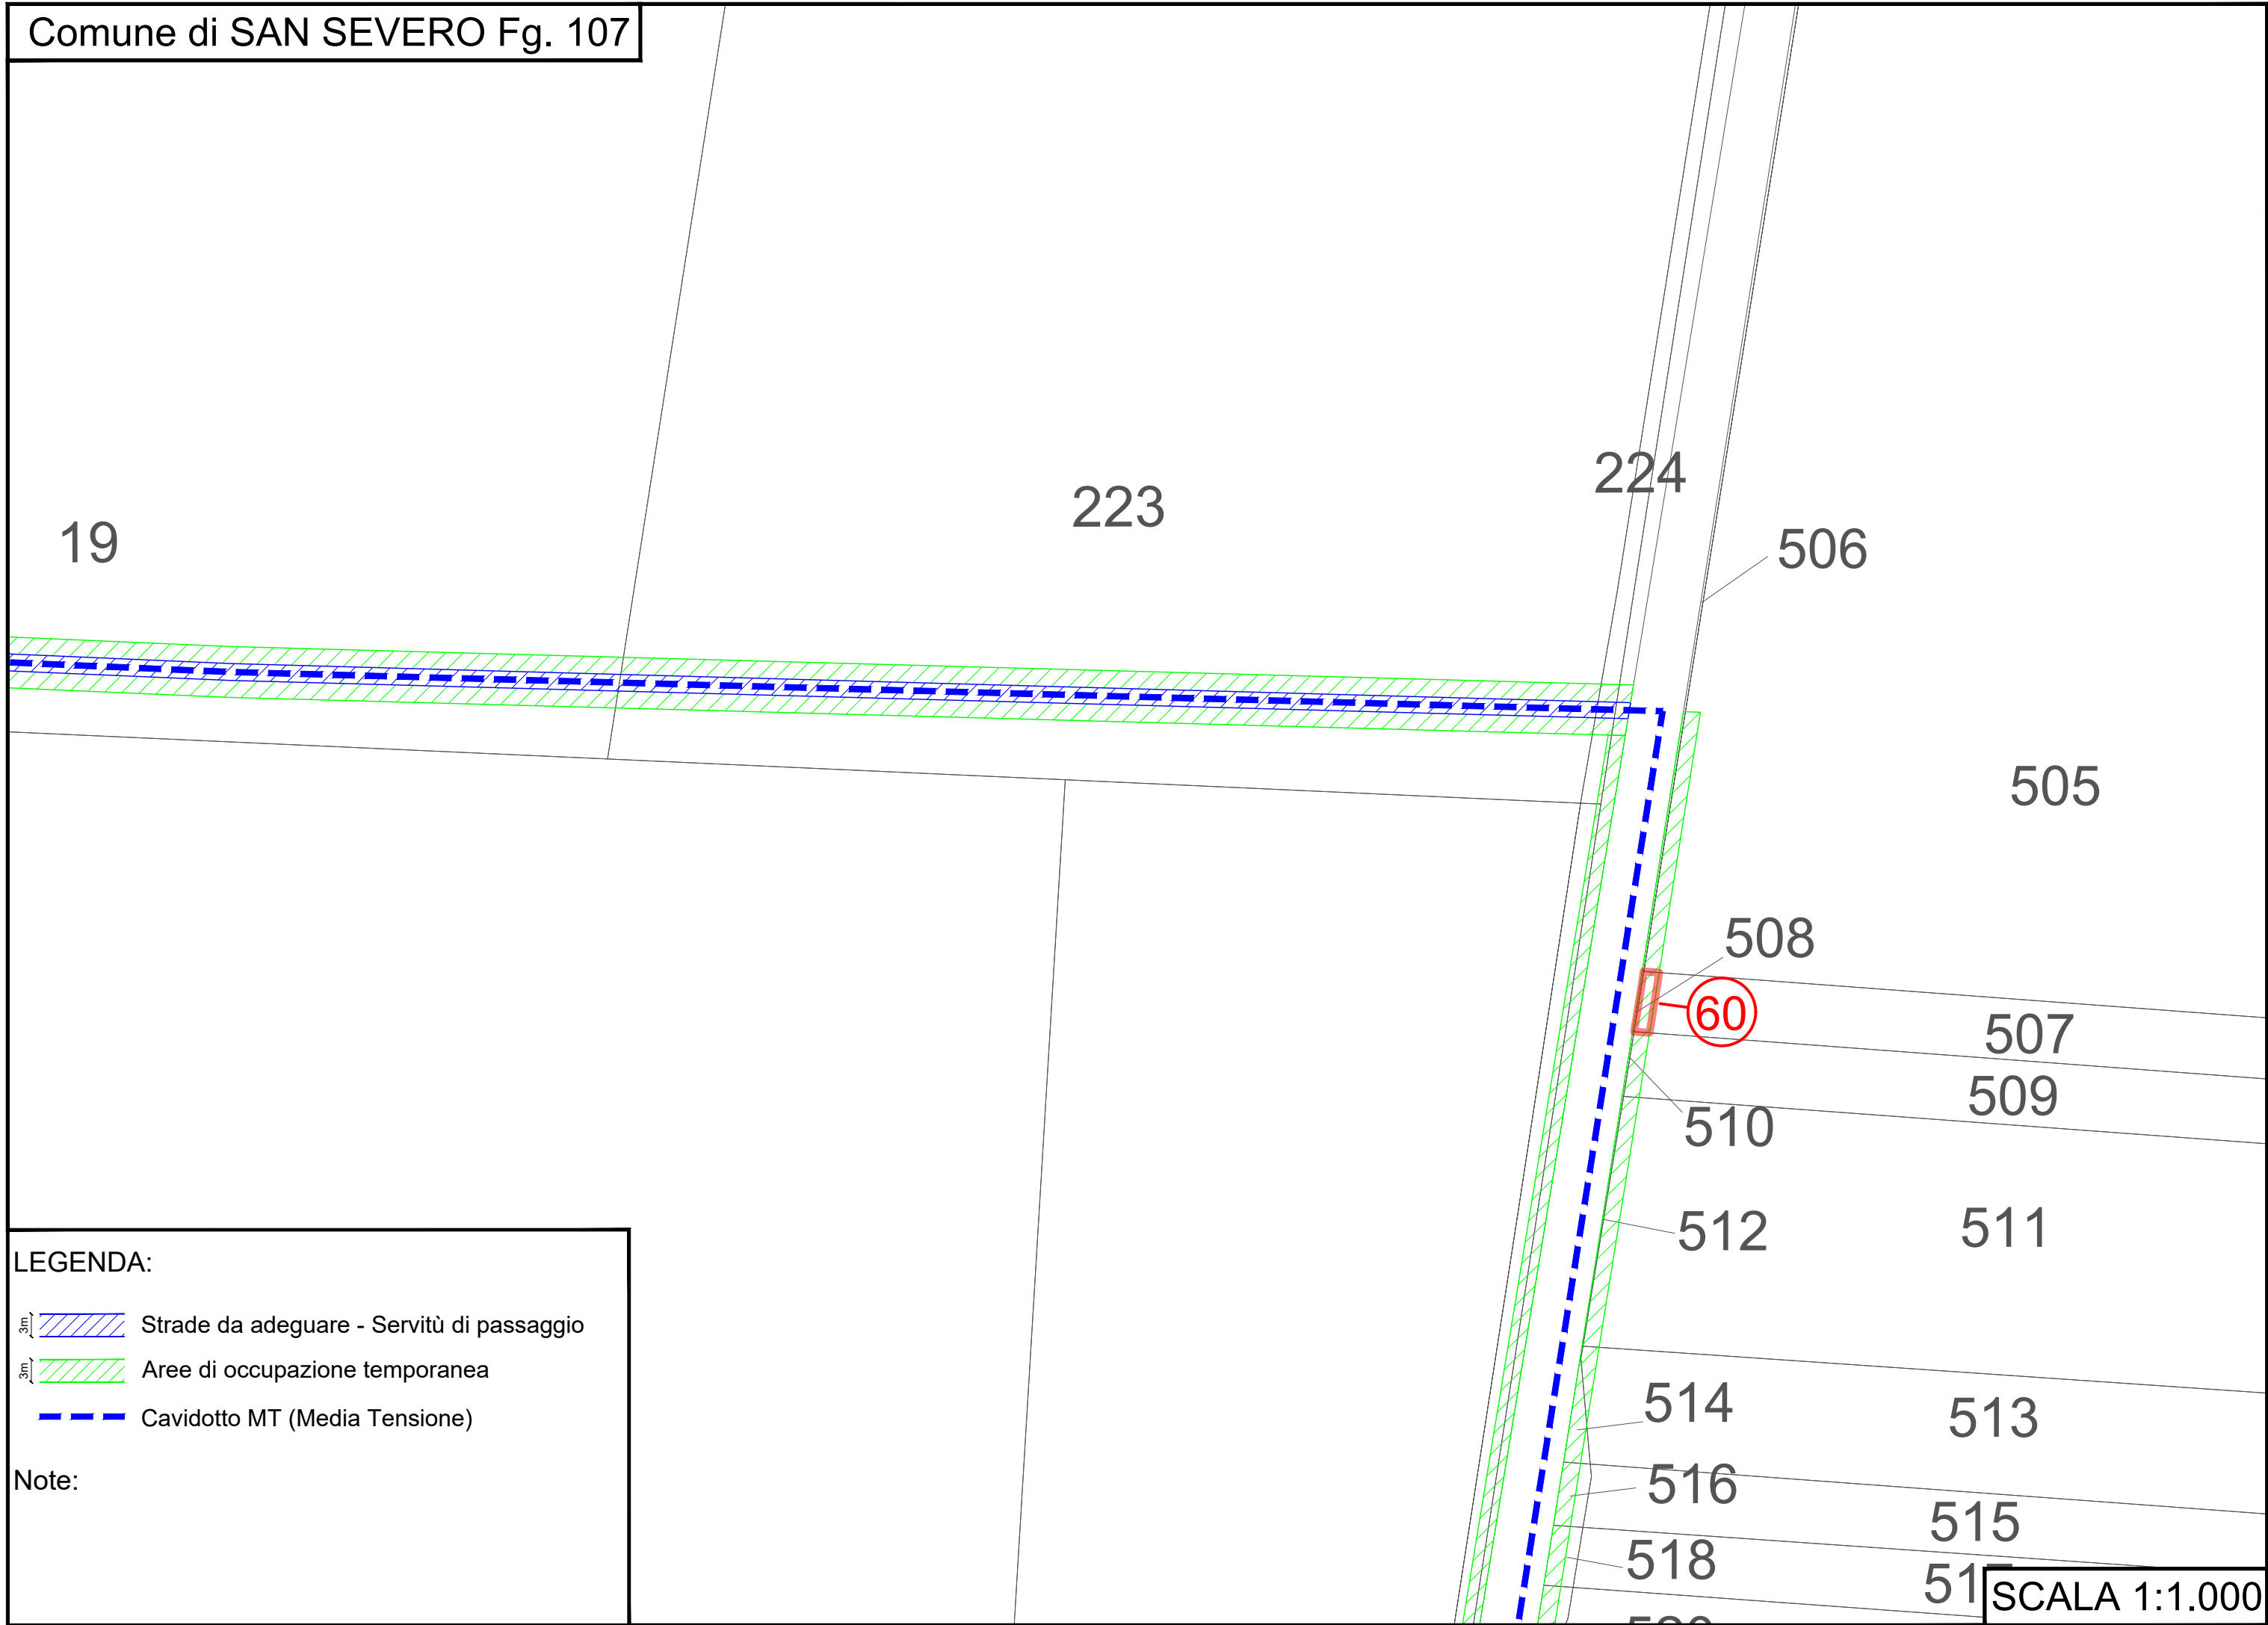 Comune di SAN SEVERO Fg. 107
224
223
19
506
505
508
60
507
509
510
512
511
514
513
516
515
518
LEGENDA:
3m Strade da adeguare - Servitù di passaggio
3m Aree di occupazione temporanea
Cavidotto MT (Media Tensione)
Note:
SCALA 1:1.000